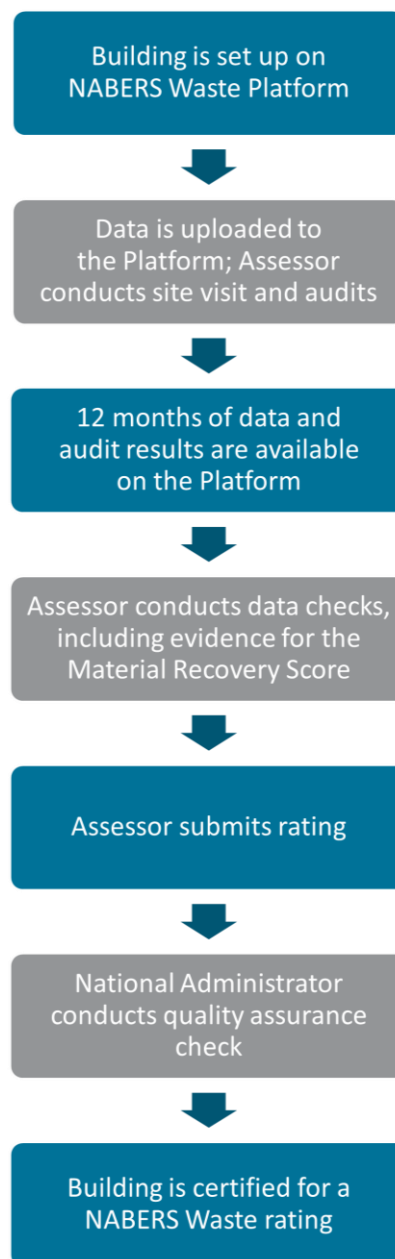 Building is set up on
NABERS Waste Platform
Data is uploaded to
the Platform; Assessor
conducts site visit and audits
12 months of data and
audit results are available
on the Platform
Assessor conducts data checks,
including evidence for the
Material Recovery Score
Assessor submits rating
National Administrator
conducts quality assurance
check
Building is certified for a
NABERS Waste rating